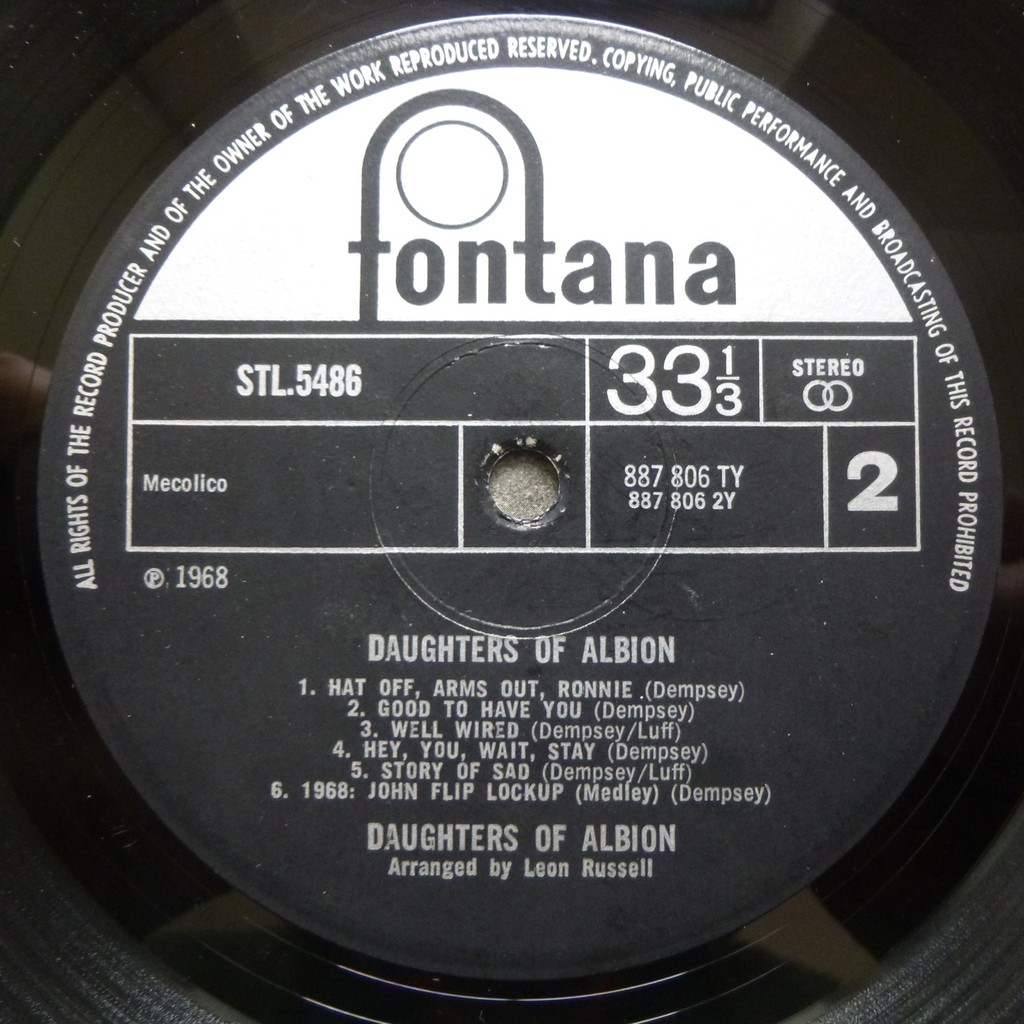 ALL RIGHTS OF THE RECORD PRODUCER AND OF THE OWNER OF THE WORK REPRODUCED RESERVED. COPYING, PUBLIC PERFORMANCE AND BROADCASTING OF THIS RECORD PROHIBITED
fontana
STL.5486
33 1/3
STEREO
Mecolico
887 806 TY
887 806 2Y
2
℗ 1968
DAUGHTERS OF ALBION
1. HAT OFF, ARMS OUT, RONNIE .(Dempsey)
2. GOOD TO HAVE YOU (Dempsey)
3. WELL WIRED (Dempsey/Luff)
4. HEY, YOU, WAIT, STAY (Dempsey)
5. STORY OF SAD (Dempsey/Luff)
6. 1968: JOHN FLIP LOCKUP (Medley) (Dempsey)
DAUGHTERS OF ALBION
Arranged by Leon Russell